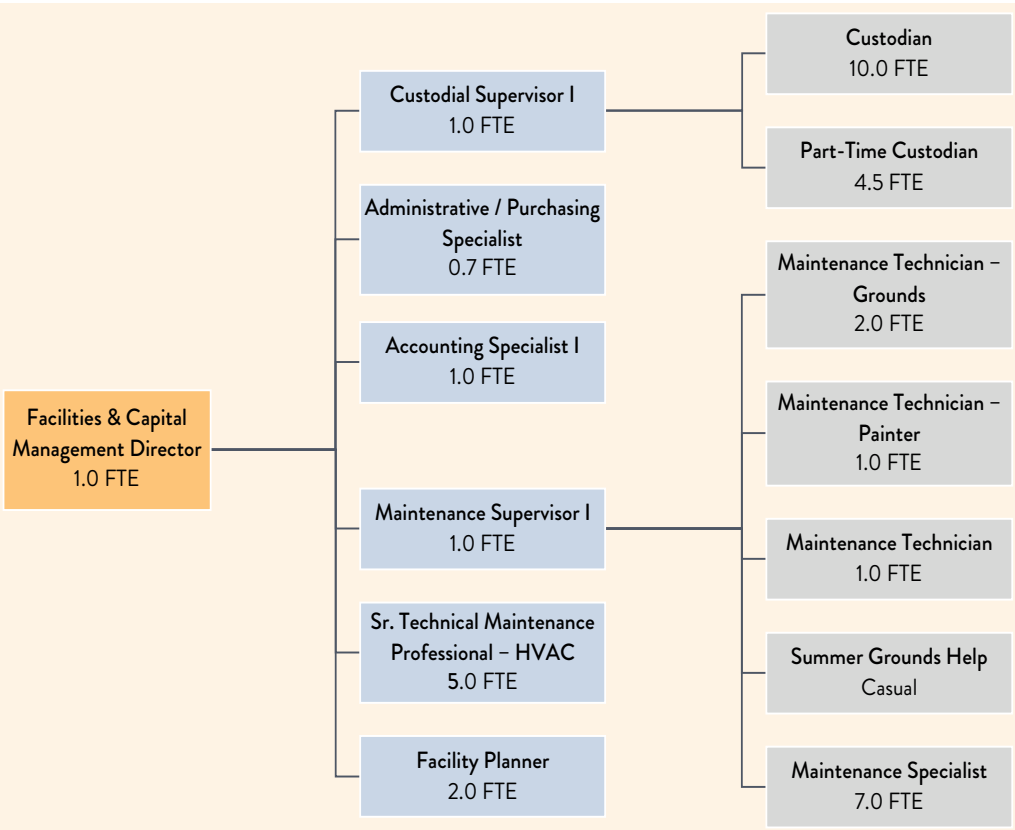 Facilities & Capital
Management Director
1.0 FTE
Custodial Supervisor I
1.0 FTE
Administrative / Purchasing
Specialist
0.7 FTE
Accounting Specialist I
1.0 FTE
Maintenance Supervisor I
1.0 FTE
Sr. Technical Maintenance
Professional – HVAC
5.0 FTE
Facility Planner
2.0 FTE
Custodian
10.0 FTE
Part-Time Custodian
4.5 FTE
Maintenance Technician –
Grounds
2.0 FTE
Maintenance Technician –
Painter
1.0 FTE
Maintenance Technician
1.0 FTE
Summer Grounds Help
Casual
Maintenance Specialist
7.0 FTE